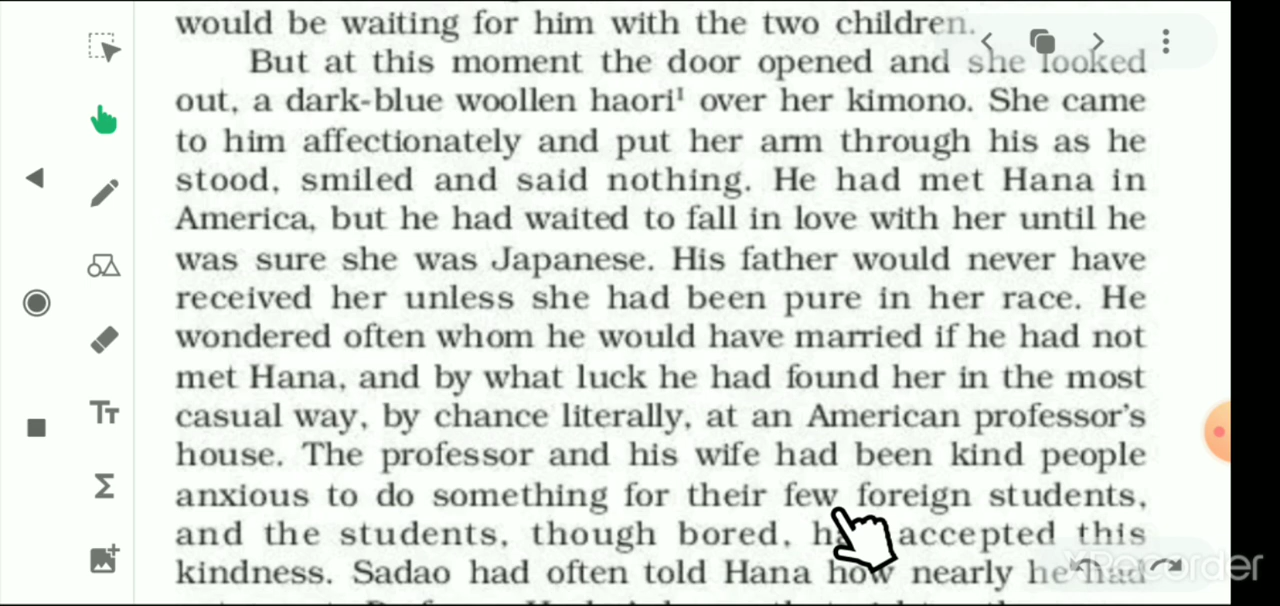 would be waiting for him with the two children.
But at this moment the door opened and she looked
out, a dark-blue woollen haori¹ over her kimono. She came
to him affectionately and put her arm through his as he
stood, smiled and said nothing. He had met Hana in
America, but he had waited to fall in love with her until he
was sure she was Japanese. His father would never have
received her unless she had been pure in her race. He
wondered often whom he would have married if he had not
met Hana, and by what luck he had found her in the most
casual way, by chance literally, at an American professor's
house. The professor and his wife had been kind people
anxious to do something for their few foreign students,
and the students, though bored, accepted this
kindness. Sadao had often told Hana how nearly he had
TT
Σ
XRecorder